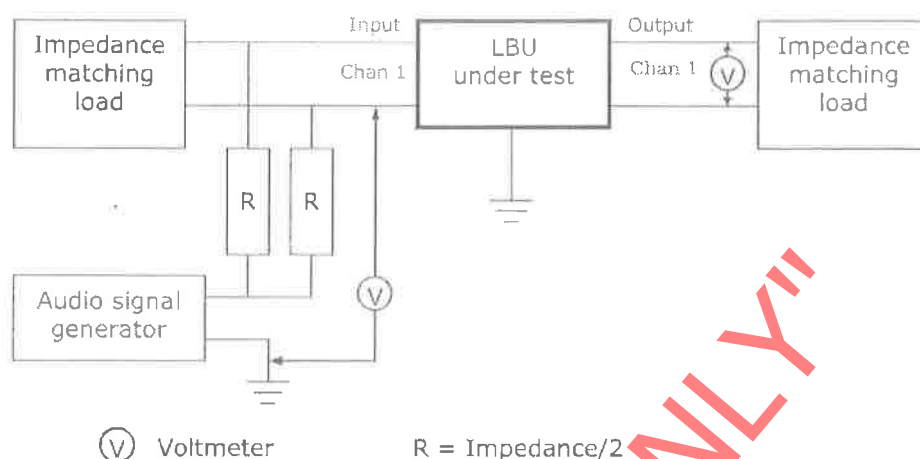 Impedance
matching
load
Input
Chan 1
LBU
under test
Output
Chan 1
V
Impedance
matching
load
R
R
V
Audio signal
generator
V Voltmeter
R = Impedance/2
NLY"